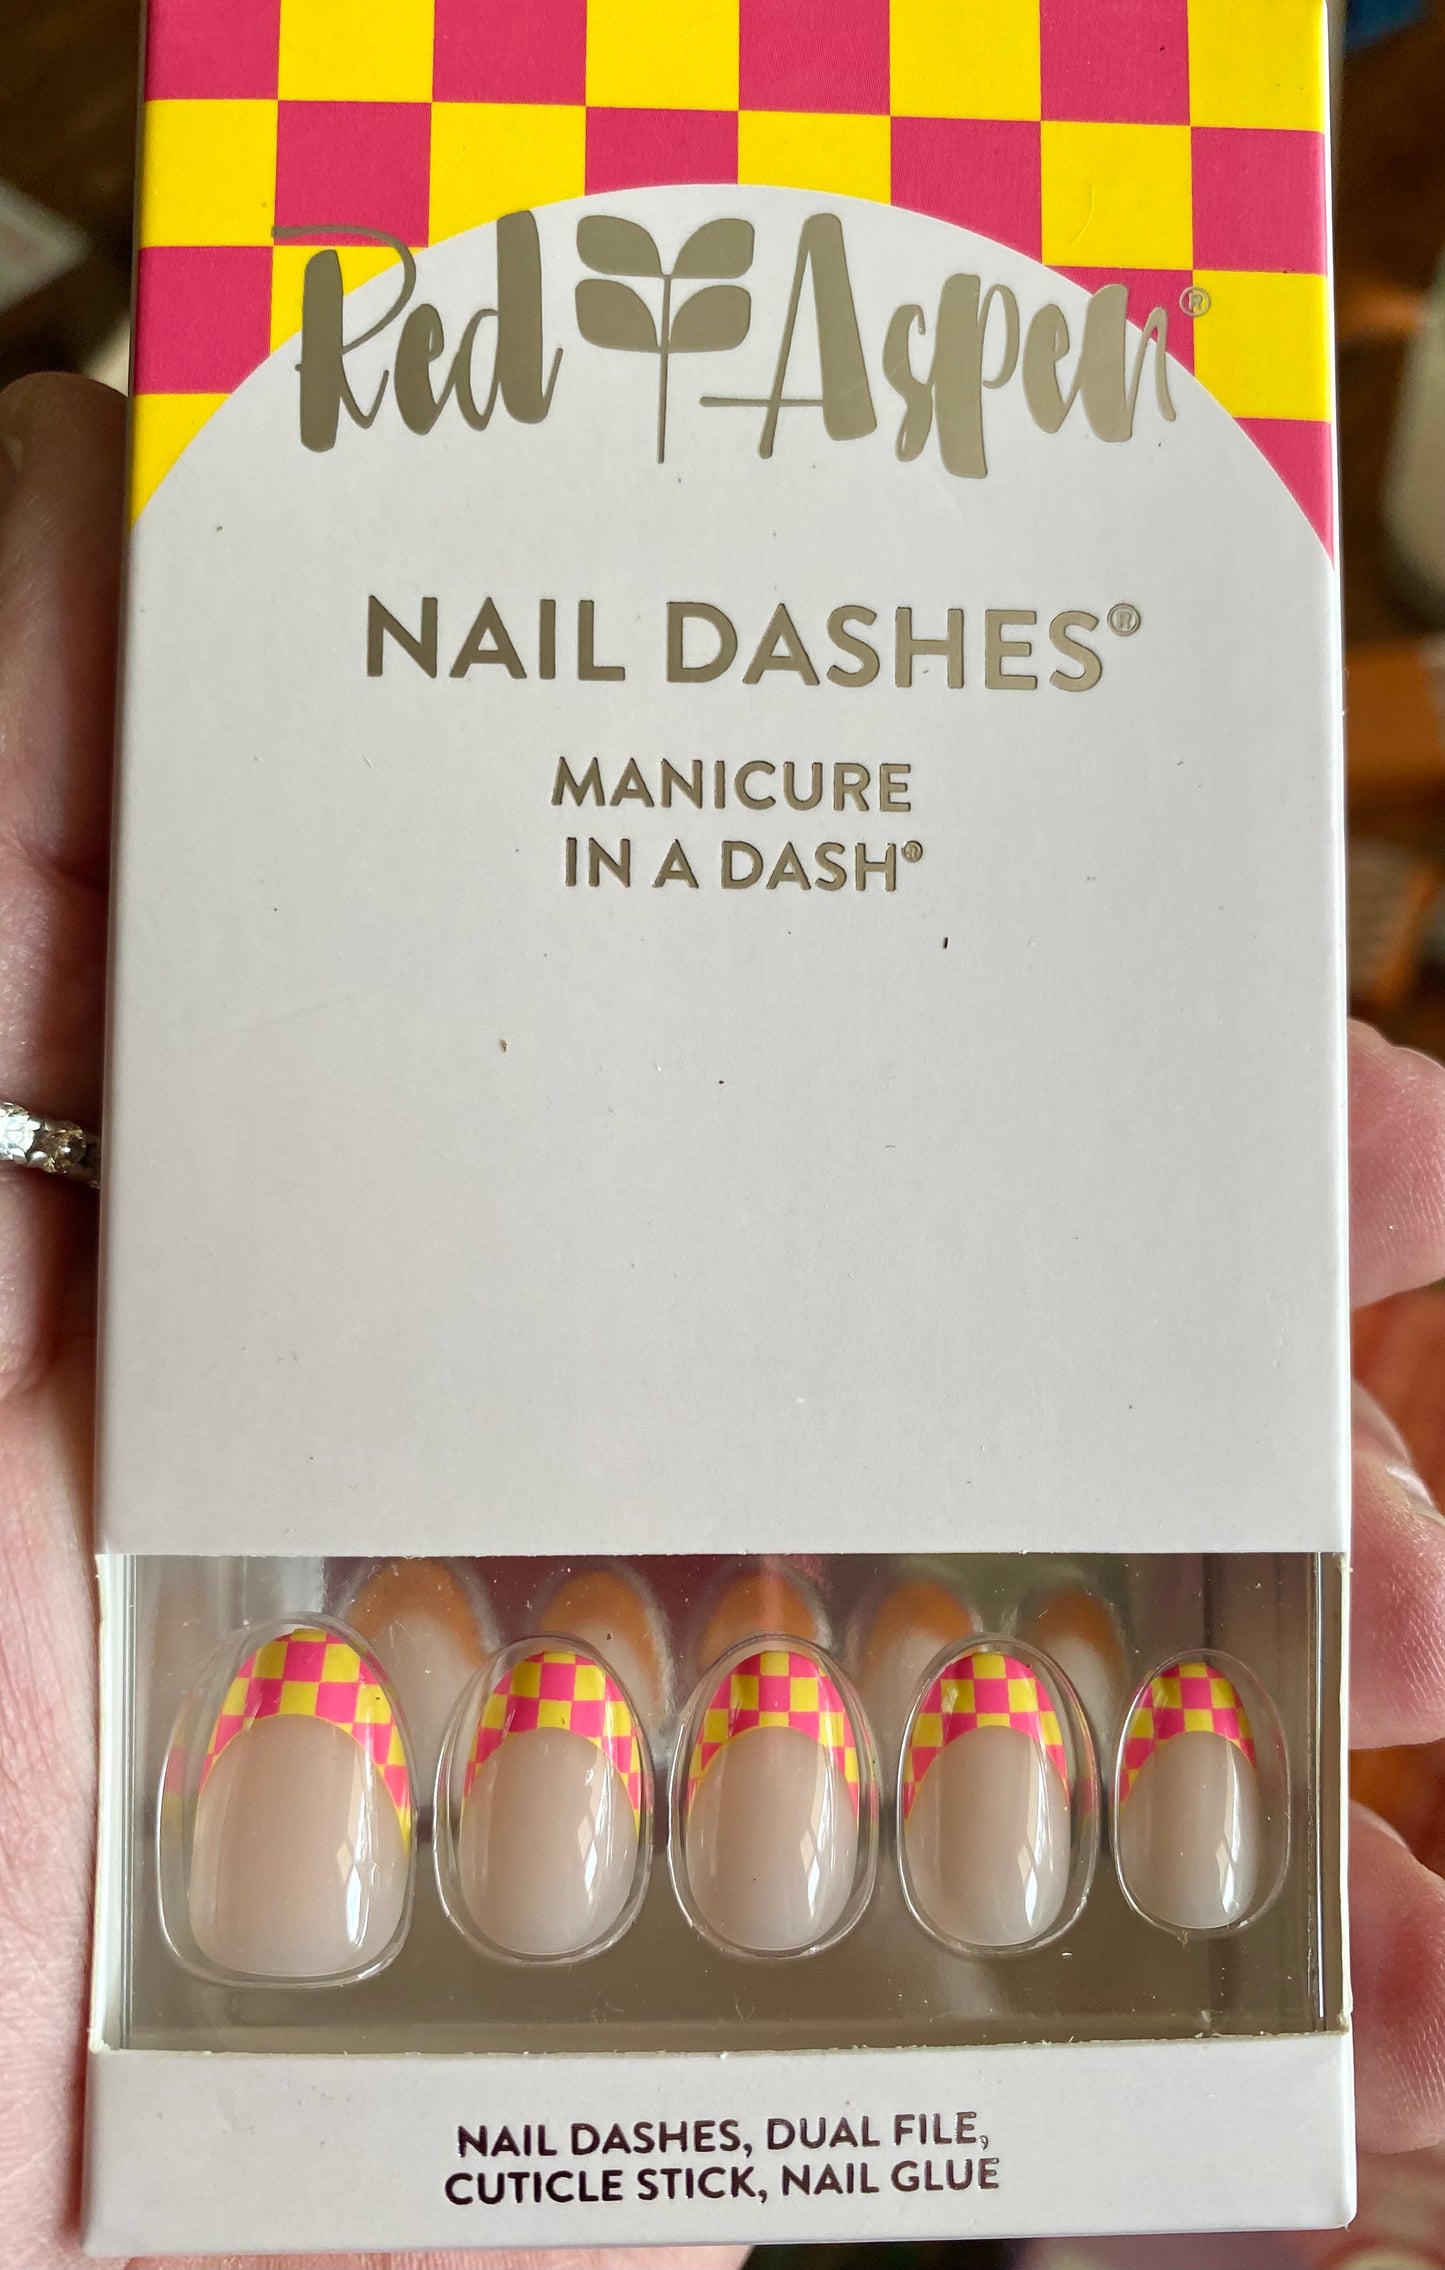 Red Aspen®
NAIL DASHES®
MANICURE
IN A DASH®
NAIL DASHES, DUAL FILE,
CUTICLE STICK, NAIL GLUE